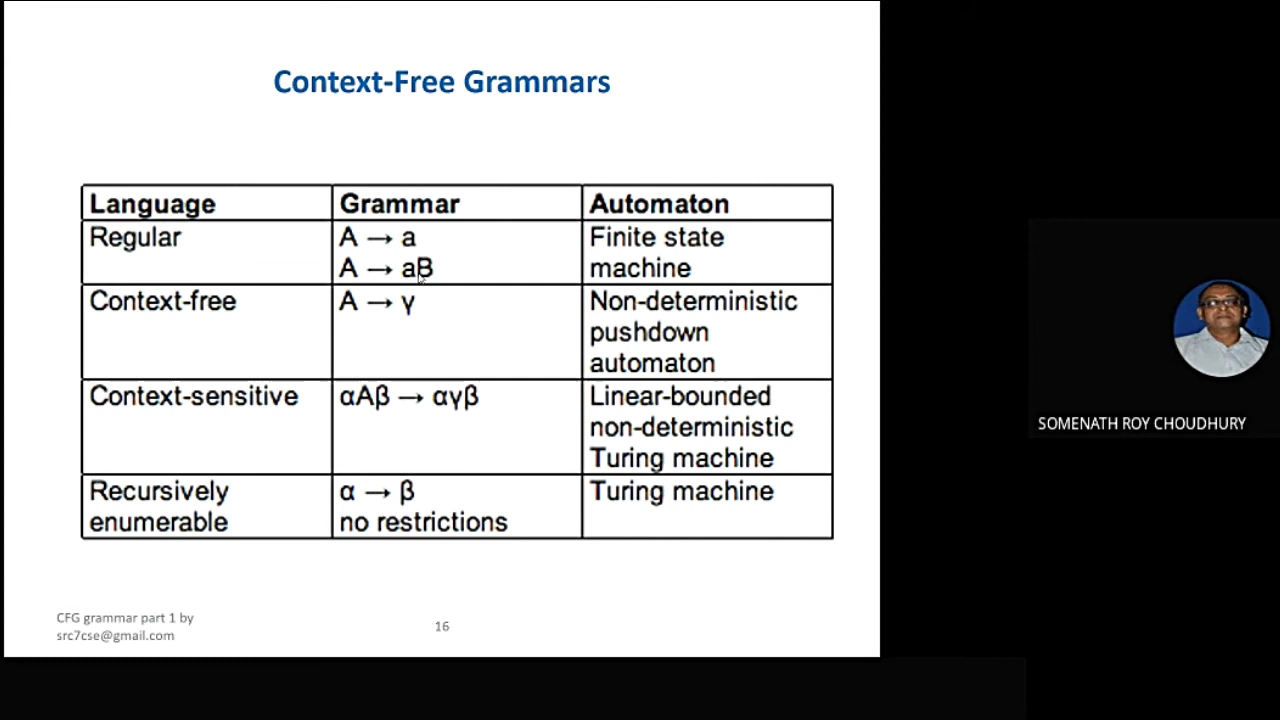 Context-Free Grammars
Language Grammar Automaton
Regular A → a Finite state
A → aB machine
Context-free A → γ Non-deterministic
pushdown
automaton
Context-sensitive αAβ → αγβ Linear-bounded
non-deterministic
Turing machine
Recursively α → β Turing machine
enumerable no restrictions
CFG grammar part 1 by
src7cse@gmail.com
16
SOMENATH ROY CHOUDHURY